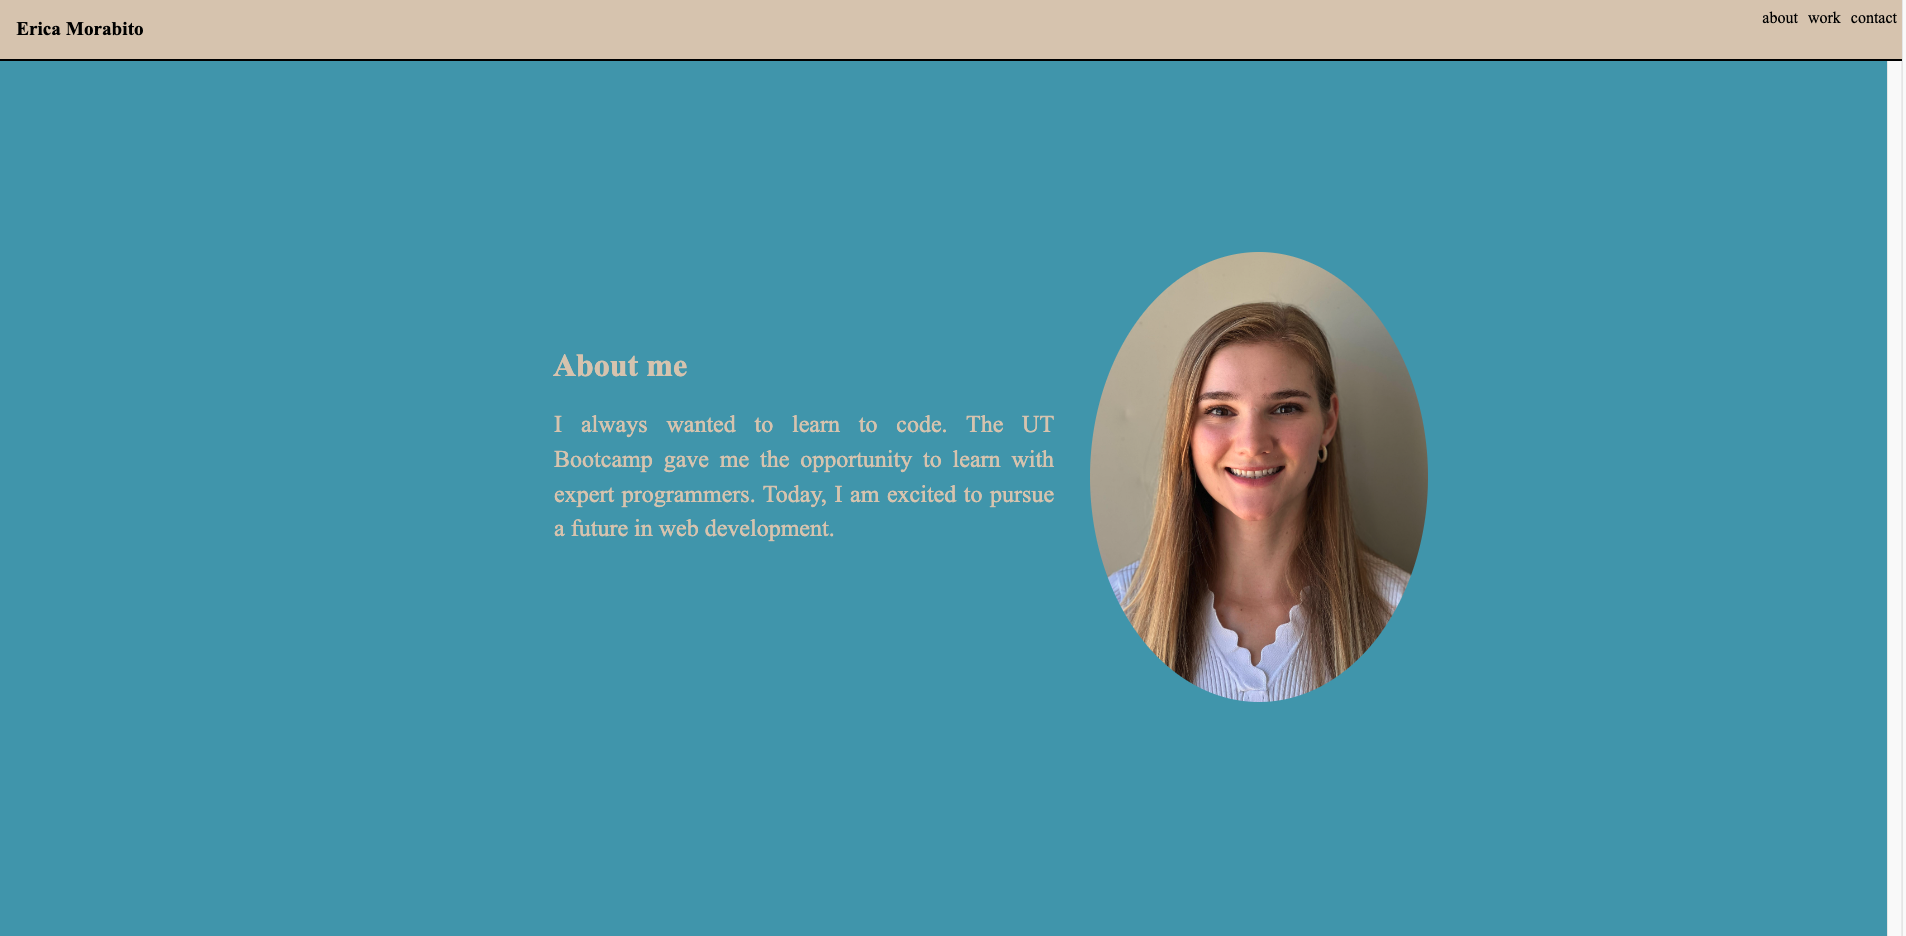 Erica Morabito
about work contact
About me
I always wanted to learn to code. The UT
Bootcamp gave me the opportunity to learn with
expert programmers. Today, I am excited to pursue
a future in web development.